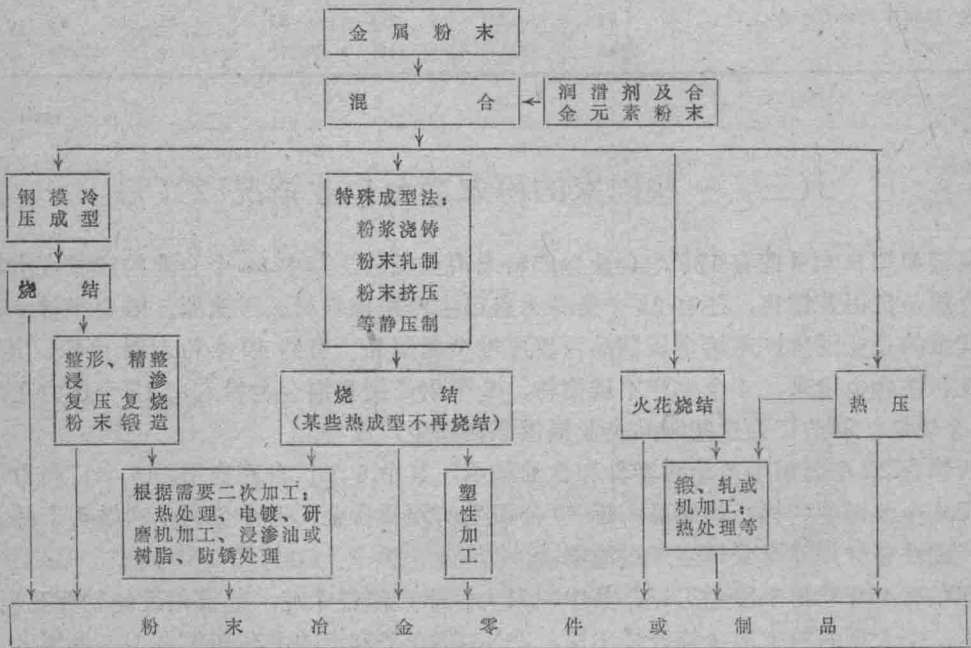 金属粉末
混合
润滑剂及合
金元素粉末
钢模冷
压成型
烧结
整形、精整
浸渗
复压复烧
粉末锻造
特殊成型法:
粉浆浇铸
粉末轧制
粉末挤压
等静压制
烧结
(某些热成型不再烧结)
火花烧结
热压
根据需要二次加工:
热处理、电镀、研
磨机加工、浸渗油或
树脂、防锈处理
塑
性
加
工
锻、轧或
机加工;
热处理等
粉末冶金零件或制品